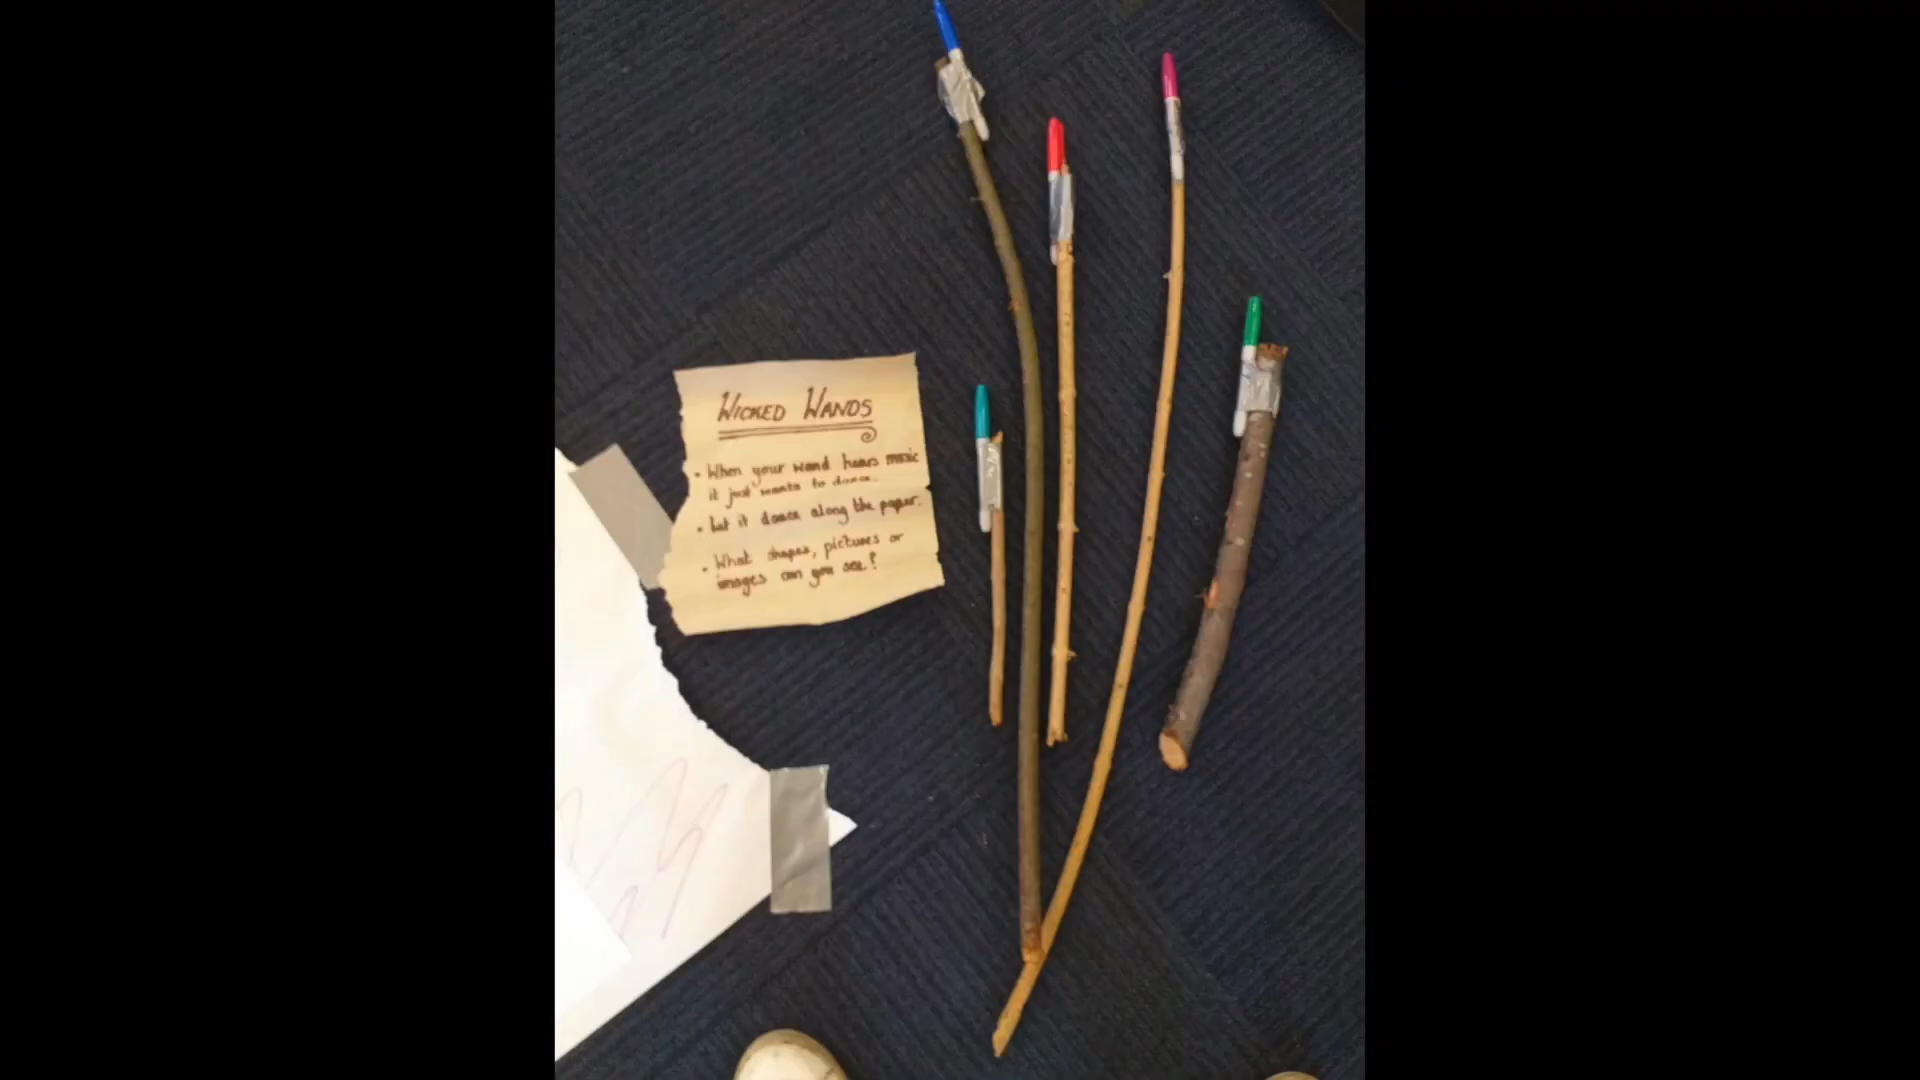 WICKED WANDS
• When your wand hears music
it just wants to dance.
• Let it dance along the paper.
• What shapes, pictures or
images can you see?